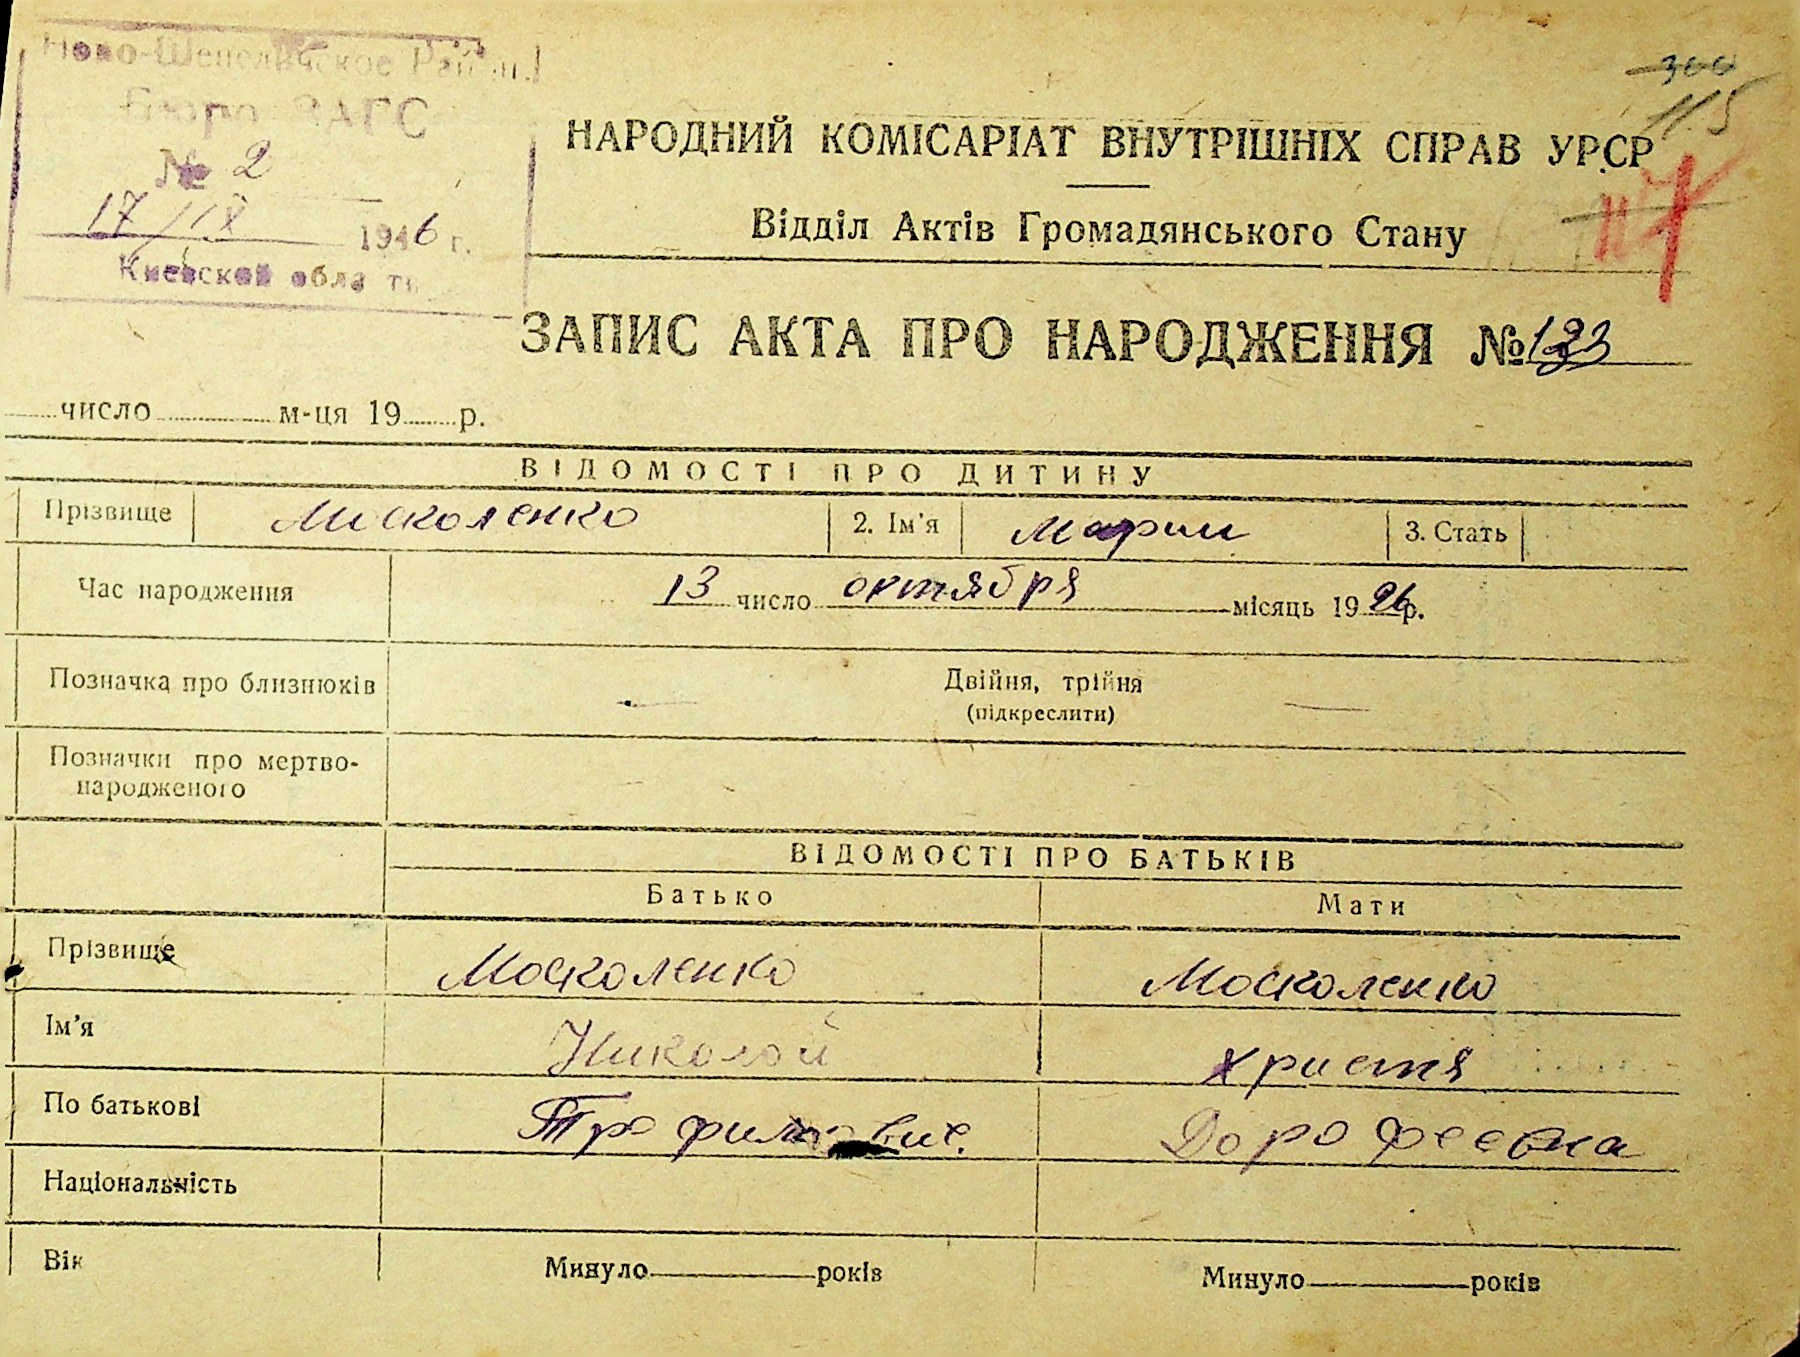 Ново-Шепеличское Район.
Бюро ЗАГС
№ 2
17/IX 1946 г.
Киевской области
115
117
НАРОДНИЙ КОМІСАРІАТ ВНУТРІШНІХ СПРАВ УРСР
Відділ Актів Громадянського Стану
ЗАПИС АКТА ПРО НАРОДЖЕННЯ №
число м-ця 19 р.
ВІДОМОСТІ ПРО ДИТИНУ
Прізвище Москоленко 2. Ім'я Мария 3. Стать
Час народження 13 число октября місяць 1926 р.
Позначка про близнюків Двійня, трійня
(підкреслити)
Позначки про мертво-
народженого
ВІДОМОСТІ ПРО БАТЬКІВ
Батько Мати
Прізвище Москоленко Москоленко
Ім'я Николай Христя
По батькові Трофимович Дорофеевна
Національність
Вік Минуло років Минуло років